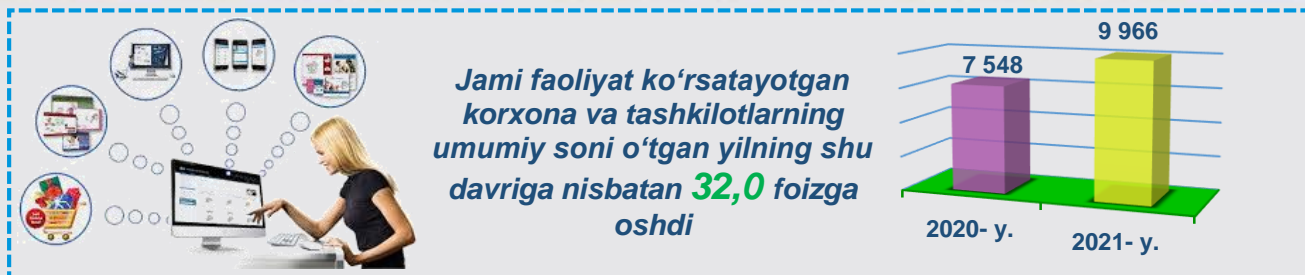 Jami faoliyat ko‘rsatayotgan
korxona va tashkilotlarning
umumiy soni o‘tgan yilning shu
davriga nisbatan 32,0 foizga
oshdi
9 966
7 548
2020- y.
2021- y.